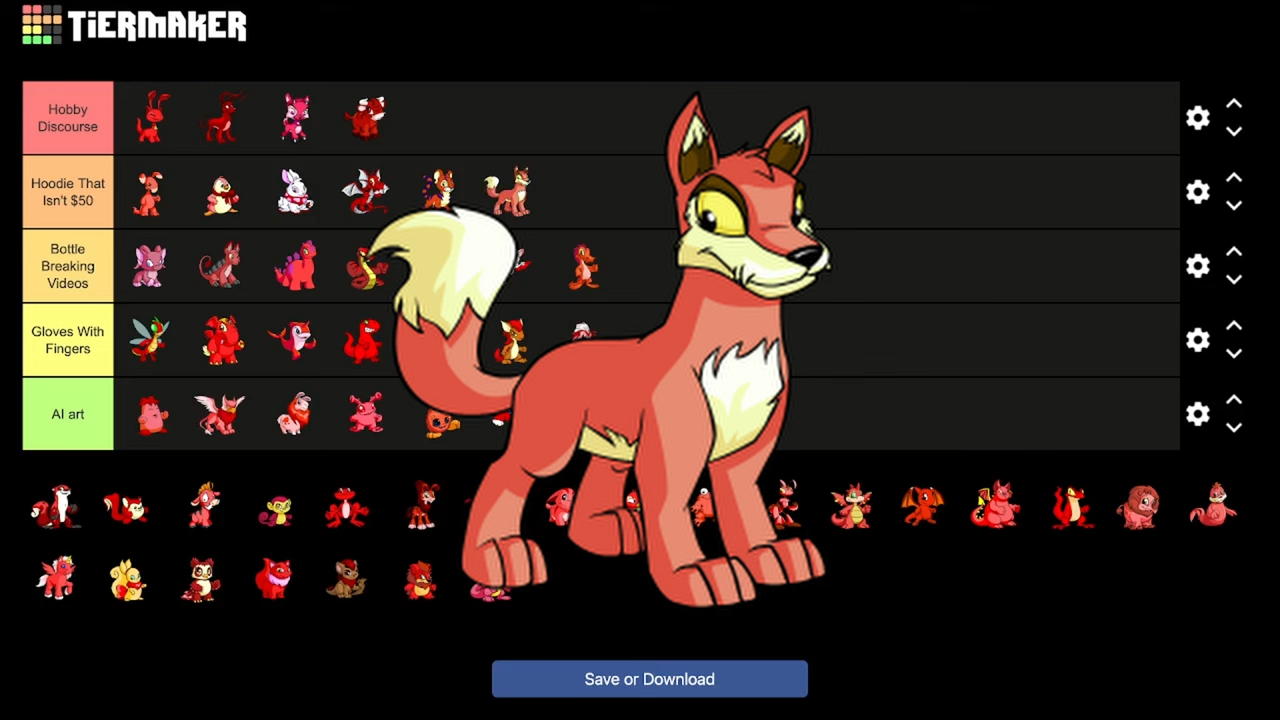 TiERMAKER
Hobby
Discourse
Hoodie That
Isn't $50
Bottle
Breaking
Videos
Gloves With
Fingers
AI art
Save or Download